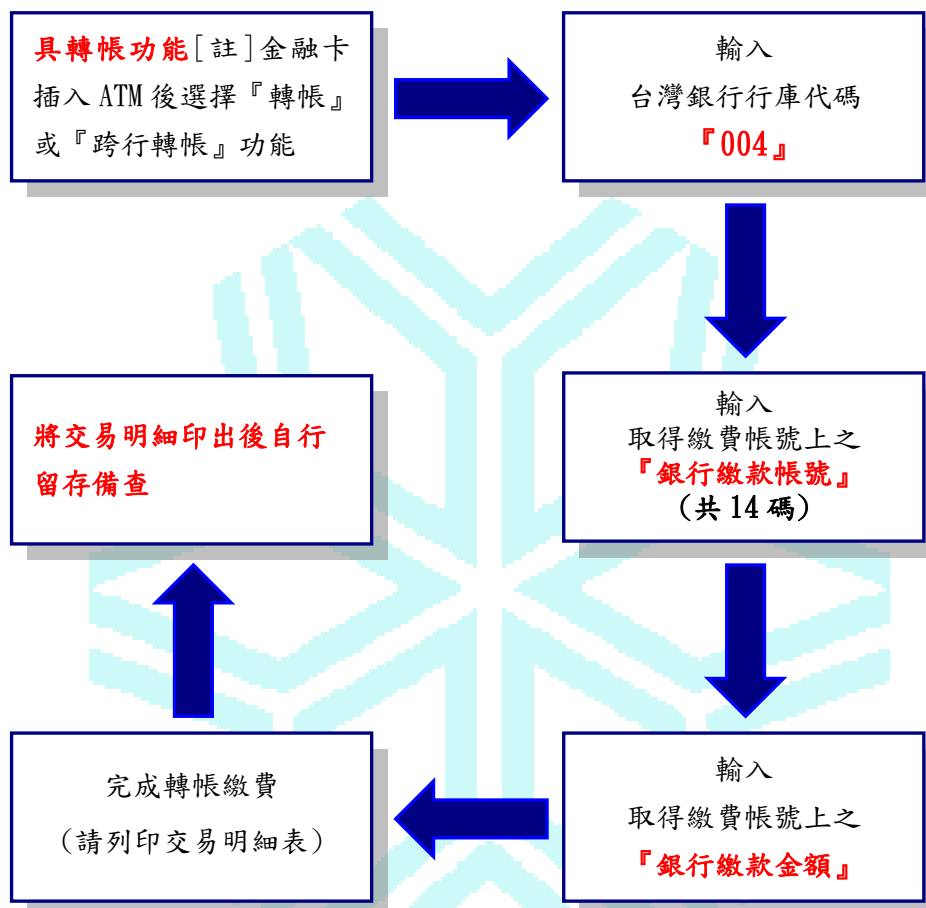 具轉帳功能[註]金融卡
插入 ATM 後選擇『轉帳』
或『跨行轉帳』功能
輸入
台灣銀行行庫代碼
『004』
輸入
取得繳費帳號上之
『銀行繳款帳號』
(共 14 碼)
輸入
取得繳費帳號上之
『銀行繳款金額』
完成轉帳繳費
(請列印交易明細表)
將交易明細印出後自行
留存備查